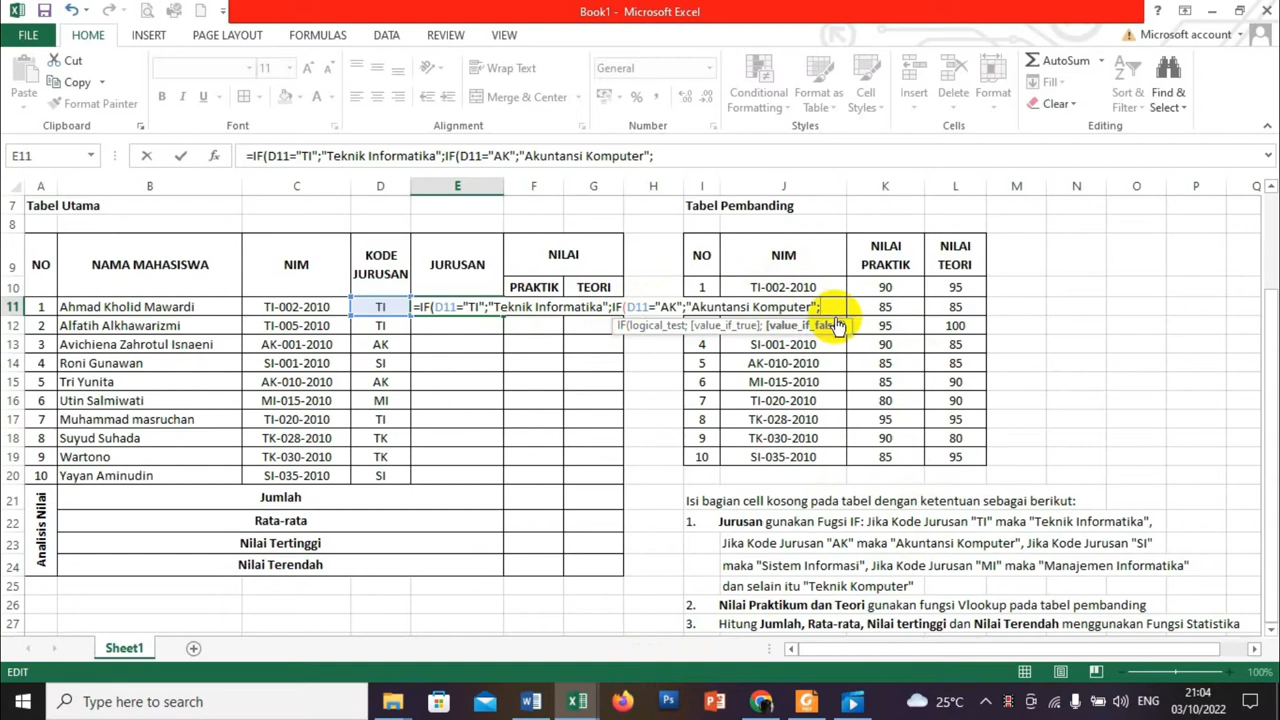 Book1 - Microsoft Excel
FILE HOME INSERT PAGE LAYOUT FORMULAS DATA REVIEW VIEW Microsoft account
Cut
Copy
Format Painter
Paste
11
B I U A
Wrap Text
Merge & Center
General
%
Conditional Formatting
Format as Table
Cell Styles
Insert
Delete
Format
AutoSum
Fill
Clear
Sort & Filter
Find & Select
Clipboard Font Alignment Number Styles Cells Editing
E11 fx =IF(D11="TI";"Teknik Informatika";IF(D11="AK";"Akuntansi Komputer";
A B C D E F G H I J K L M N O P Q
7 Tabel Utama Tabel Pembanding
8
9 NO NAMA MAHASISWA NIM KODE JURUSAN JURUSAN NILAI NO NIM NILAI PRAKTIK NILAI TEORI
10 PRAKTIK TEORI 1 TI-002-2010 90 95
11 1 Ahmad Kholid Mawardi TI-002-2010 TI =IF(D11="TI";"Teknik Informatika";IF(D11="AK";"Akuntansi Komputer"; 85 85
IF(logical_test; [value_if_true]; [value_if_fal
12 2 Alfatih Alkhawarizmi TI-005-2010 TI 95 100
13 3 Avichiena Zahrotul Isnaeni AK-001-2010 AK 4 SI-001-2010 90 85
14 4 Roni Gunawan SI-001-2010 SI 5 AK-010-2010 85 85
15 5 Tri Yunita AK-010-2010 AK 6 MI-015-2010 85 90
16 6 Utin Salmiwati MI-015-2010 MI 7 TI-020-2010 80 90
17 7 Muhammad masruchan TI-020-2010 TI 8 TK-028-2010 95 95
18 8 Suyud Suhada TK-028-2010 TK 9 TK-030-2010 90 80
19 9 Wartono TK-030-2010 TK 10 SI-035-2010 85 95
20 10 Yayan Aminudin SI-035-2010 SI
Analisis Nilai
21 Jumlah Isi bagian cell kosong pada tabel dengan ketentuan sebagai berikut:
22 Rata-rata 1. Jurusan gunakan Fugsi IF: Jika Kode Jurusan "TI" maka "Teknik Informatika",
23 Nilai Tertinggi Jika Kode Jurusan "AK" maka "Akuntansi Komputer", Jika Kode Jurusan "SI"
24 Nilai Terendah maka "Sistem Informasi", Jika Kode Jurusan "MI" maka "Manajemen Informatika"
25 dan selain itu "Teknik Komputer"
26 2. Nilai Praktikum dan Teori gunakan fungsi Vlookup pada tabel pembanding
27 3. Hitung Jumlah, Rata-rata, Nilai tertinggi dan Nilai Terendah menggunakan Fungsi Statistika
Sheet1
EDIT 100%
Type here to search 25°C ENG 21:04
03/10/2022